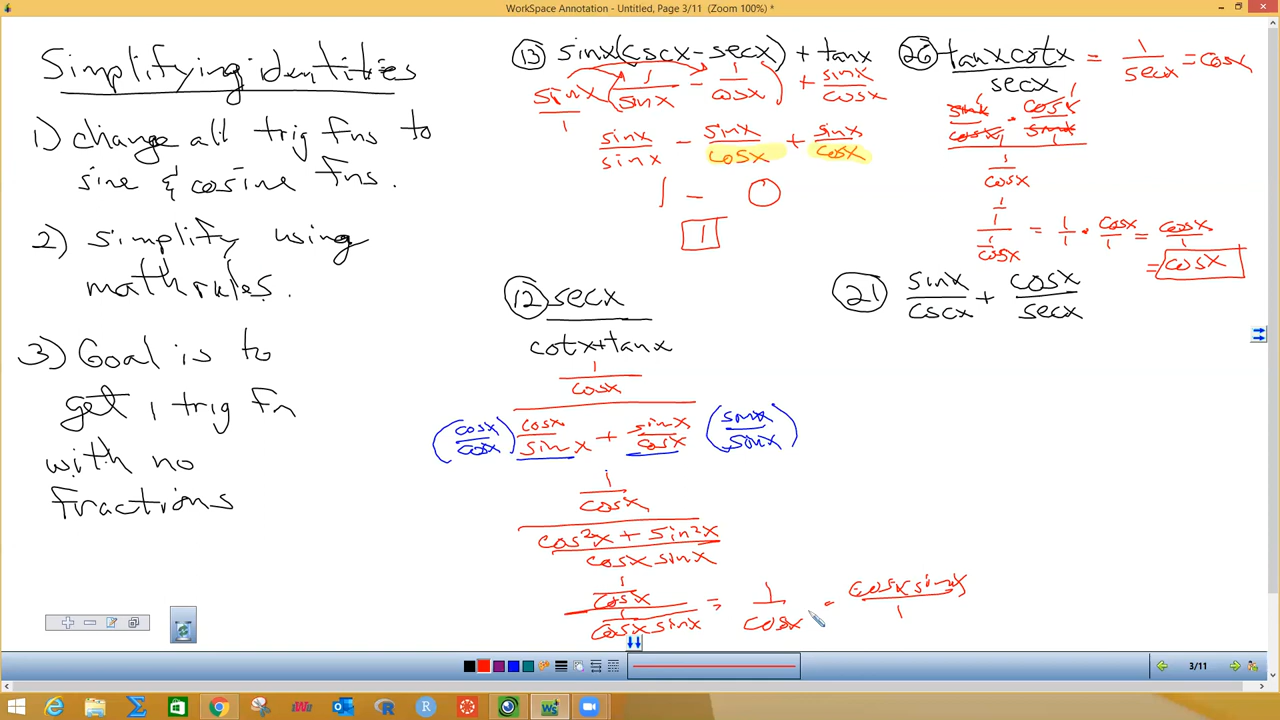 WorkSpace Annotation - Untitled, Page 3/11 (Zoom 100%) *
Simplifying identities
1) change all trig fns to
sine & cosine fns.
2) simplify using
math rules.
3) Goal is to
get 1 trig fn
with no
fractions
(13) sinx(cscx-secx) + tanx
sinx/1 (1/sinx - 1/cosx) + sinx/cosx
sinx/sinx - sinx/cosx + sinx/cosx
1 - 0
1
(12) secx
cotx+tanx
1/cosx
(cosx/cosx) cosx/sinx + sinx/cosx (sinx/sinx)
1/cosx
cos²x + sin²x
cosx sinx
1/cosx
1/cosx sinx = 1/cosx · cosx sinx/1
(20) tanx cotx / secx = 1/secx = cosx
sinx/cosx · cosx/sinx
1/cosx
1/1 / 1/cosx = 1/1 · cosx/1 = cosx/1
= cosx
(21) sinx/cscx + cosx/secx
3/11